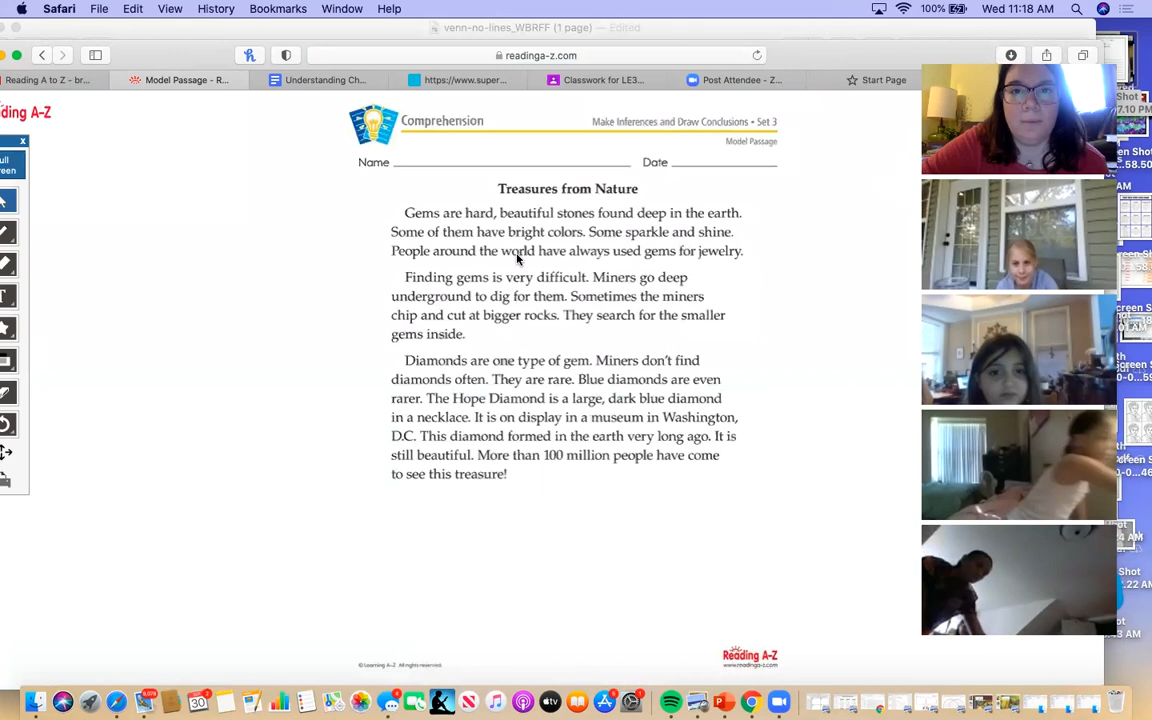 Safari File Edit View History Bookmarks Window Help 100% Wed 11:18 AM
venn-no-lines_WBRFF (1 page) — Edited
readinga-z.com
Reading A to Z - br... Model Passage - R... Understanding Ch... https://www.super... Classwork for LE3... Post Attendee - Z... Start Page
ding A-Z
Comprehension
Make Inferences and Draw Conclusions • Set 3
Model Passage
Name Date
Treasures from Nature
Gems are hard, beautiful stones found deep in the earth.
Some of them have bright colors. Some sparkle and shine.
People around the world have always used gems for jewelry.
Finding gems is very difficult. Miners go deep
underground to dig for them. Sometimes the miners
chip and cut at bigger rocks. They search for the smaller
gems inside.
Diamonds are one type of gem. Miners don't find
diamonds often. They are rare. Blue diamonds are even
rarer. The Hope Diamond is a large, dark blue diamond
in a necklace. It is on display in a museum in Washington,
D.C. This diamond formed in the earth very long ago. It is
still beautiful. More than 100 million people have come
to see this treasure!
© Learning A–Z All rights reserved.
Reading A-Z
www.readinga-z.com